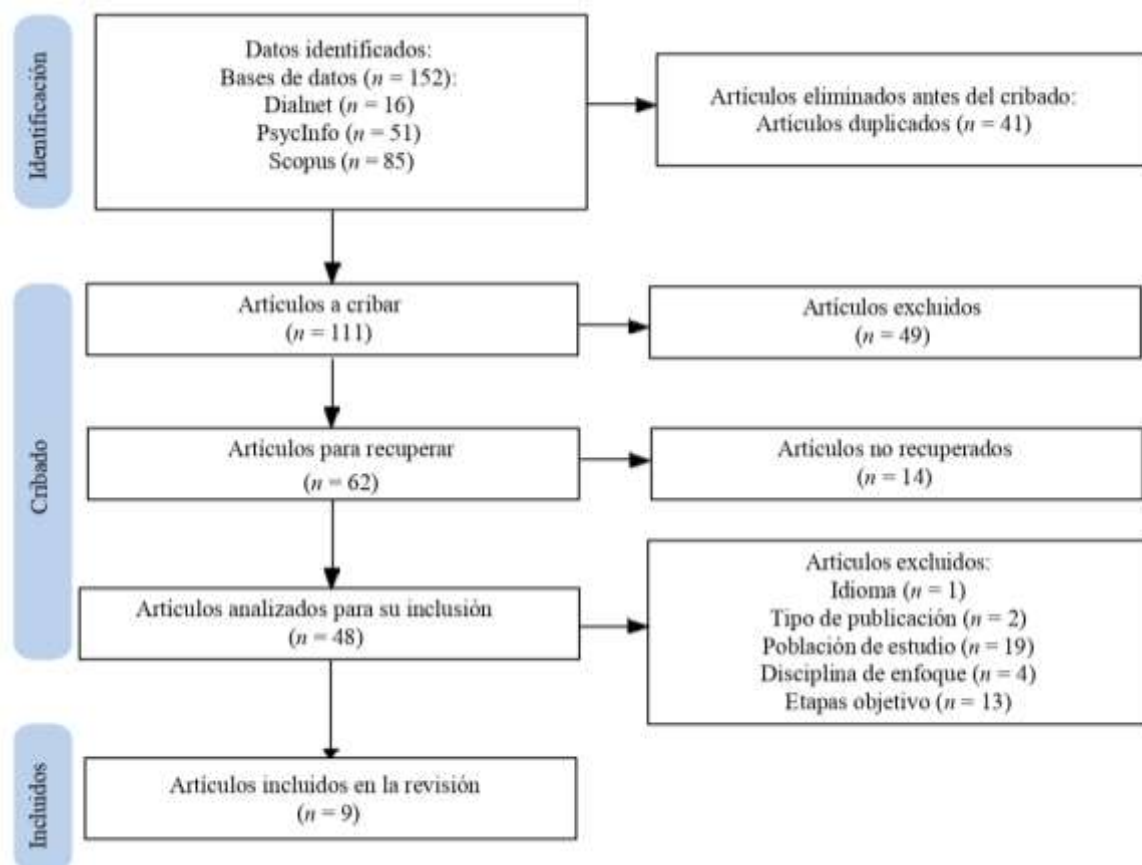 Identificación
Datos identificados:
Bases de datos (n = 152):
Dialnet (n = 16)
PsycInfo (n = 51)
Scopus (n = 85)
Artículos eliminados antes del cribado:
Artículos duplicados (n = 41)
Cribado
Artículos a cribar
(n = 111)
Artículos excluidos
(n = 49)
Artículos para recuperar
(n = 62)
Artículos no recuperados
(n = 14)
Artículos analizados para su inclusión
(n = 48)
Artículos excluidos:
Idioma (n = 1)
Tipo de publicación (n = 2)
Población de estudio (n = 19)
Disciplina de enfoque (n = 4)
Etapas objetivo (n = 13)
Incluidos
Artículos incluidos en la revisión
(n = 9)